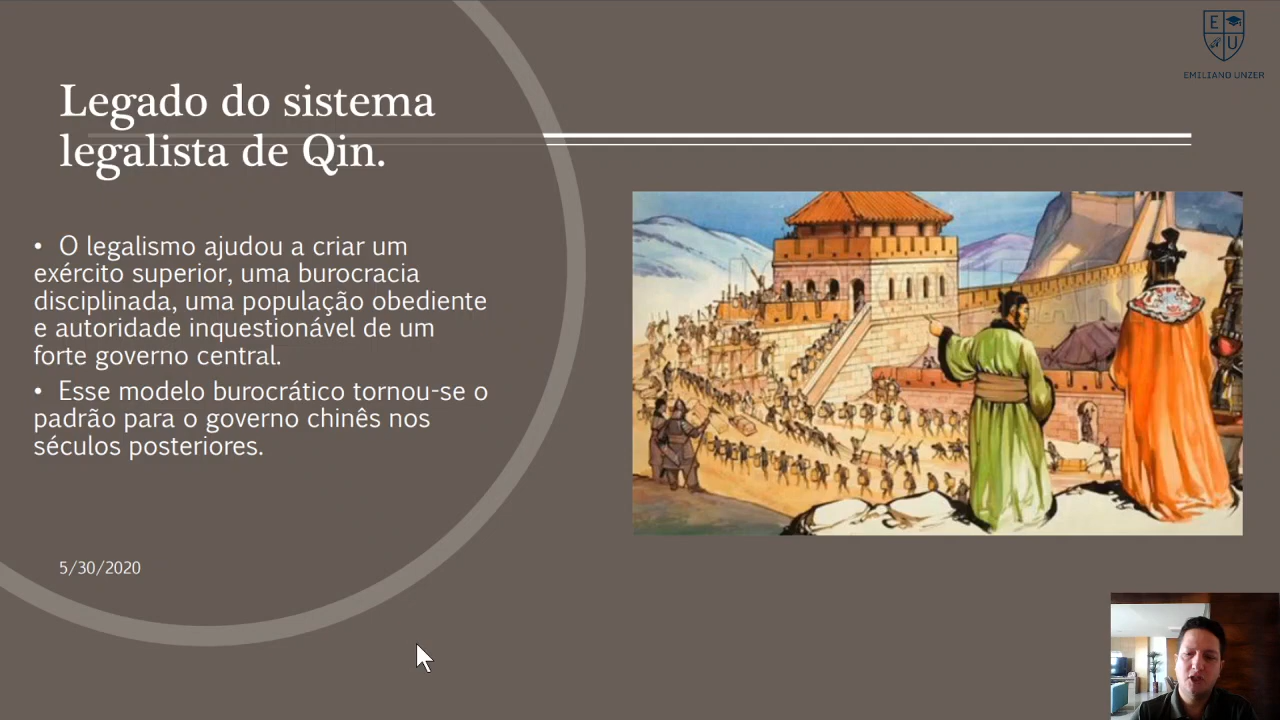 E
U
EMILIANO UNZER
Legado do sistema
legalista de Qin.
• O legalismo ajudou a criar um
exército superior, uma burocracia
disciplinada, uma população obediente
e autoridade inquestionável de um
forte governo central.
• Esse modelo burocrático tornou-se o
padrão para o governo chinês nos
séculos posteriores.
5/30/2020